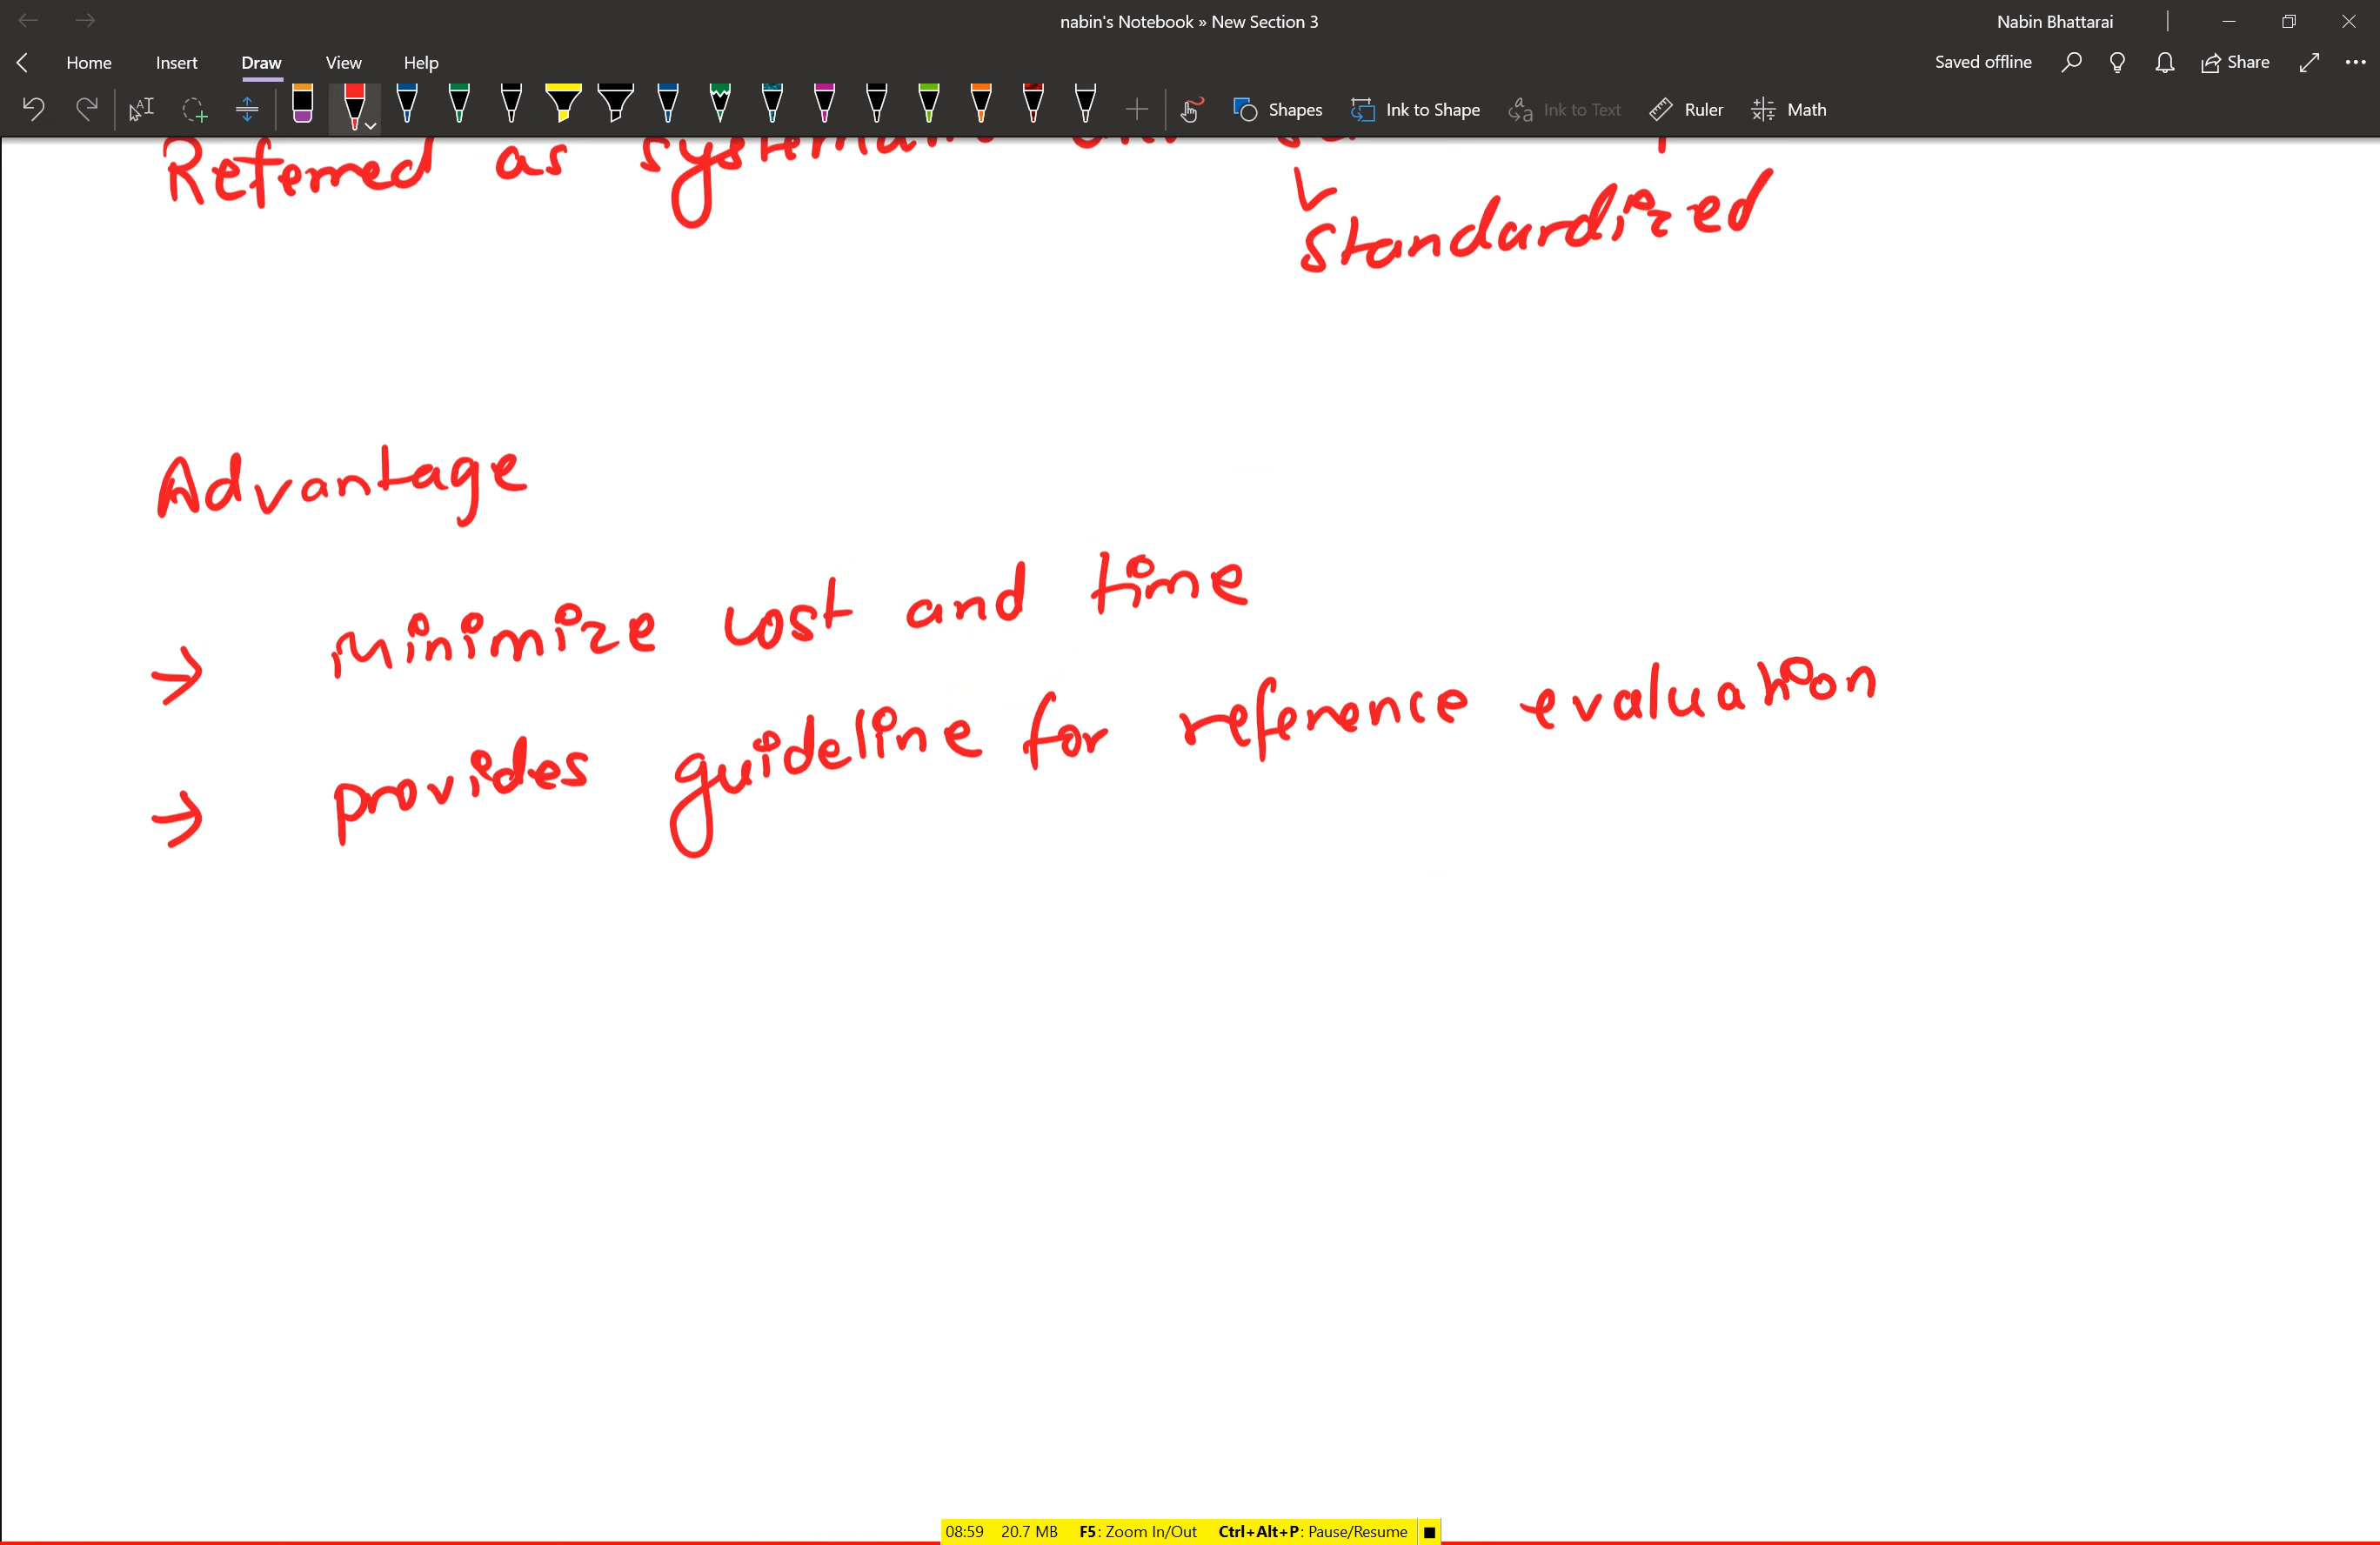 nabin's Notebook » New Section 3
Nabin Bhattarai
Home Insert Draw View Help
Saved offline
Share
Shapes Ink to Shape Ink to Text Ruler Math
Referred as
Standardized
Advantage
→ Minimize cost and time
→ provides guideline for reference evaluation
08:59 20.7 MB F5: Zoom In/Out Ctrl+Alt+P: Pause/Resume